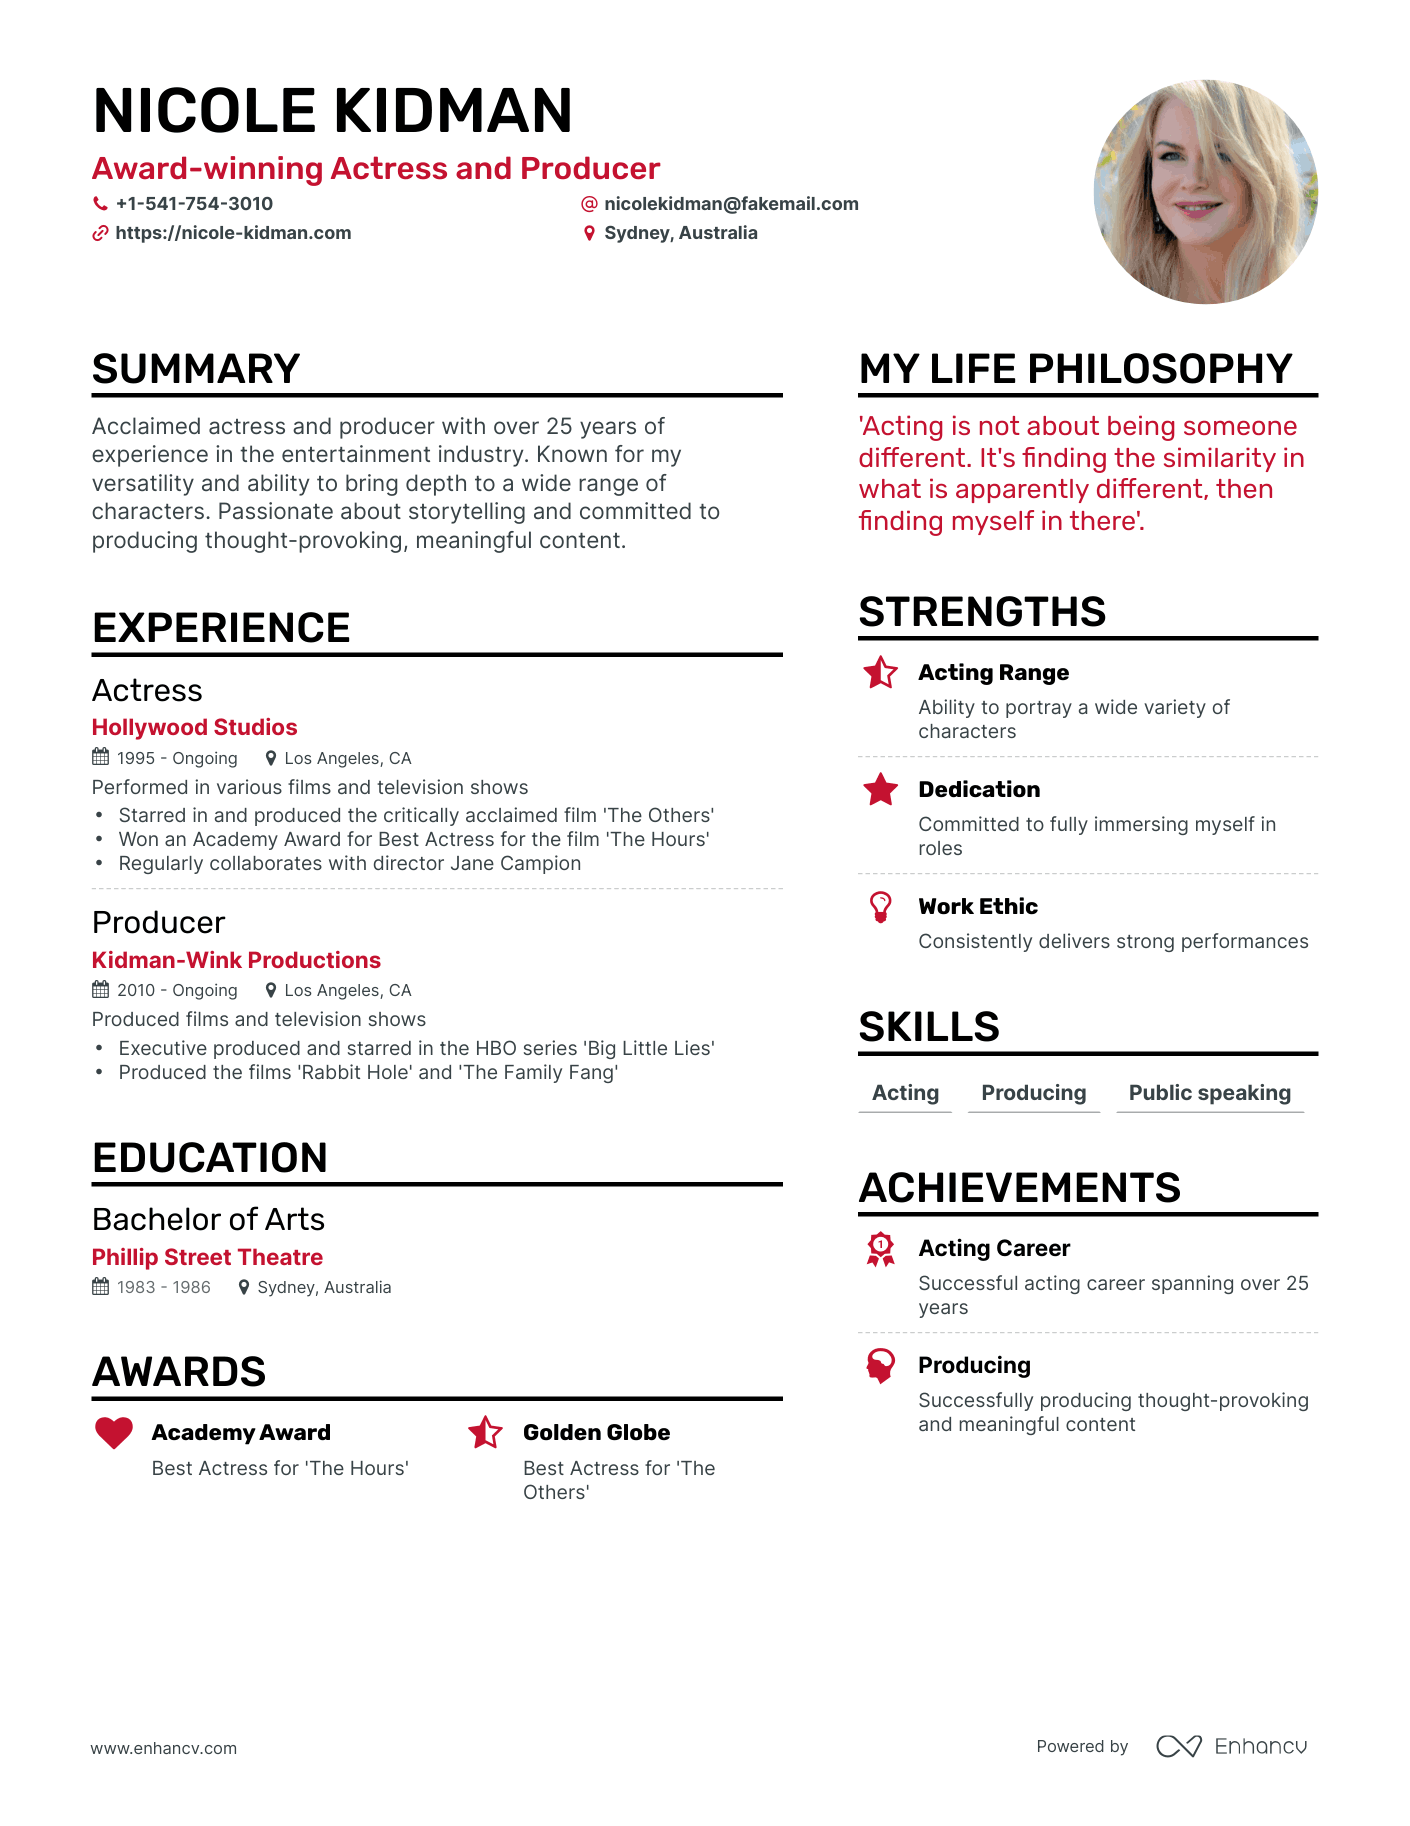 NICOLE KIDMAN
Award-winning Actress and Producer
+1-541-754-3010
nicolekidman@fakemail.com
https://nicole-kidman.com
Sydney, Australia
SUMMARY
Acclaimed actress and producer with over 25 years of
experience in the entertainment industry. Known for my
versatility and ability to bring depth to a wide range of
characters. Passionate about storytelling and committed to
producing thought-provoking, meaningful content.
EXPERIENCE
Actress
Hollywood Studios
1995 - Ongoing Los Angeles, CA
Performed in various films and television shows
• Starred in and produced the critically acclaimed film 'The Others'
• Won an Academy Award for Best Actress for the film 'The Hours'
• Regularly collaborates with director Jane Campion
Producer
Kidman-Wink Productions
2010 - Ongoing Los Angeles, CA
Produced films and television shows
• Executive produced and starred in the HBO series 'Big Little Lies'
• Produced the films 'Rabbit Hole' and 'The Family Fang'
EDUCATION
Bachelor of Arts
Phillip Street Theatre
1983 - 1986 Sydney, Australia
AWARDS
Academy Award
Best Actress for 'The Hours'
Golden Globe
Best Actress for 'The
Others'
MY LIFE PHILOSOPHY
'Acting is not about being someone
different. It's finding the similarity in
what is apparently different, then
finding myself in there'.
STRENGTHS
Acting Range
Ability to portray a wide variety of
characters
Dedication
Committed to fully immersing myself in
roles
Work Ethic
Consistently delivers strong performances
SKILLS
Acting Producing Public speaking
ACHIEVEMENTS
1
Acting Career
Successful acting career spanning over 25
years
Producing
Successfully producing thought-provoking
and meaningful content
www.enhancv.com
Powered by Enhancv